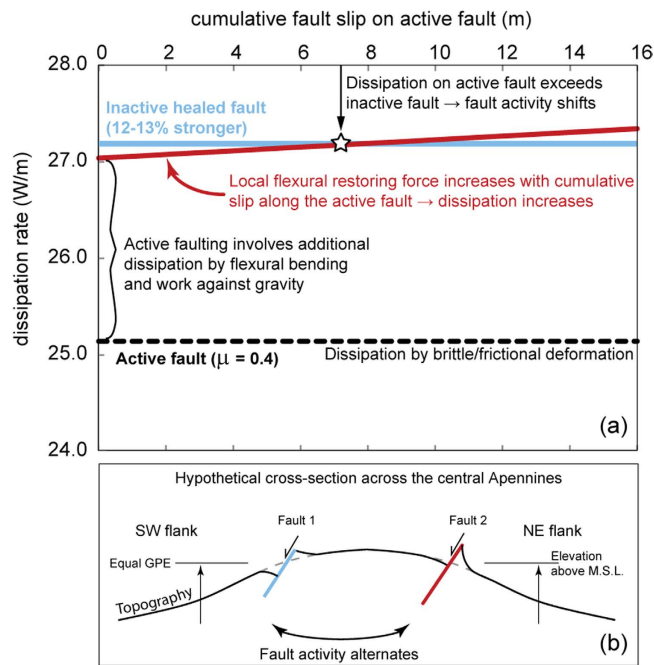 cumulative fault slip on active fault (m)
0 2 4 6 8 10 12 14 16
28.0
27.0
26.0
25.0
24.0
dissipation rate (W/m)
Dissipation on active fault exceeds
inactive fault → fault activity shifts
Inactive healed fault
(12-13% stronger)
Local flexural restoring force increases with cumulative
slip along the active fault → dissipation increases
Active faulting involves additional
dissipation by flexural bending
and work against gravity
Active fault (μ = 0.4)
Dissipation by brittle/frictional deformation
(a)
Hypothetical cross-section across the central Apennines
SW flank
Fault 1
Fault 2
NE flank
Equal GPE
Elevation
above M.S.L.
Topography
Fault activity alternates
(b)